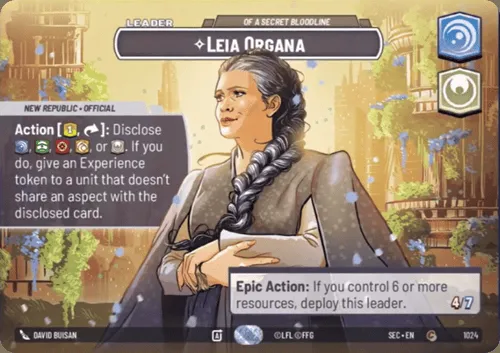 LEADER
OF A SECRET BLOODLINE
✧LEIA ORGANA
NEW REPUBLIC • OFFICIAL
Action [1, ]: Disclose
, , , , or . If you
do, give an Experience
token to a unit that doesn't
share an aspect with the
disclosed card.
Epic Action: If you control 6 or more
resources, deploy this leader.
4 7
DAVID BUISAN
©LFL ©FFG
SEC • EN
1024